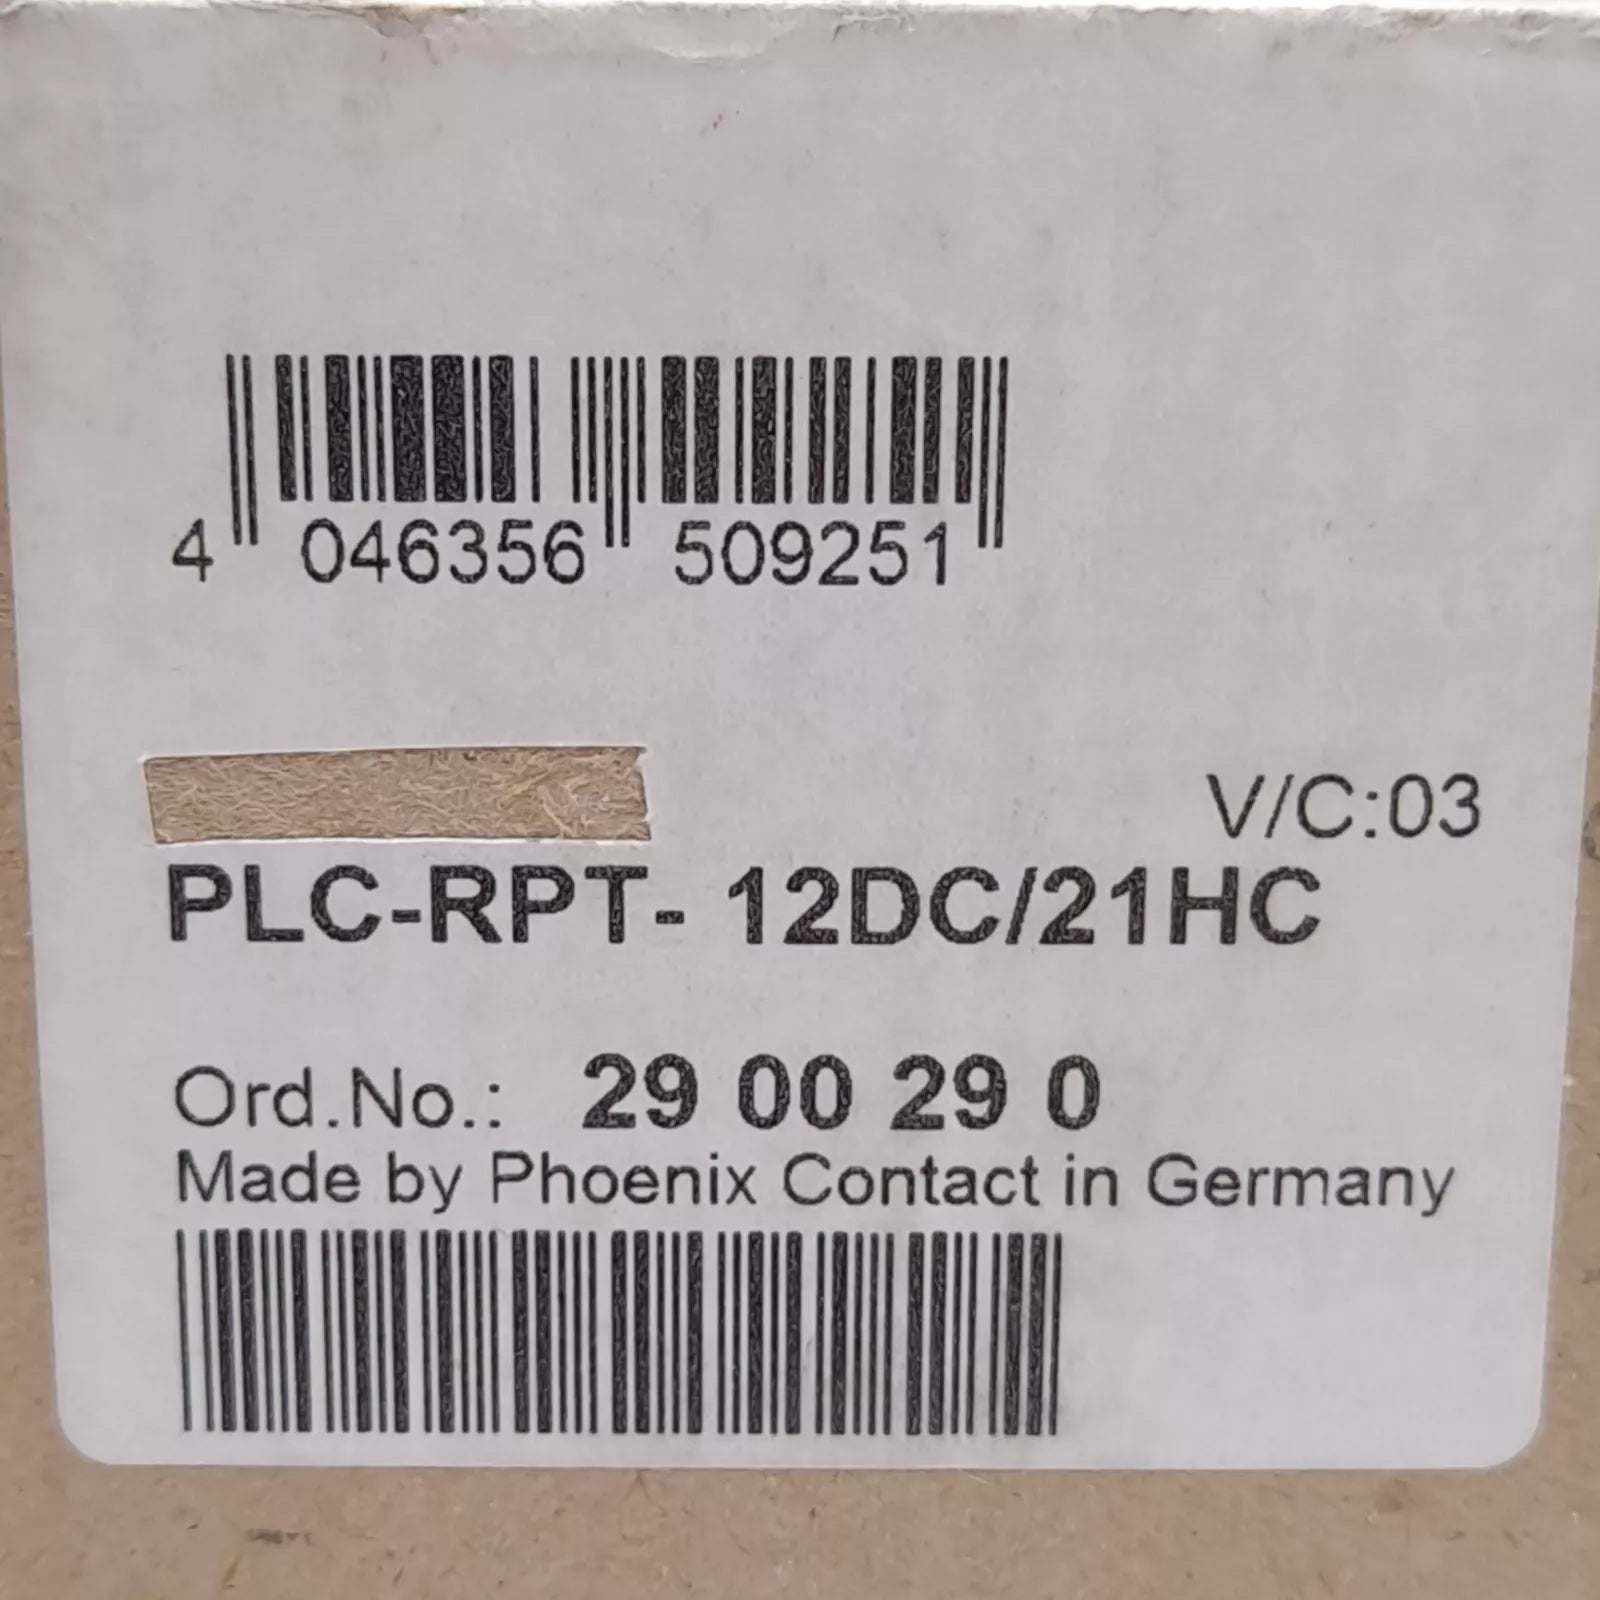 4 046356 509251
V/C:03
PLC-RPT- 12DC/21HC
Ord.No.: 29 00 29 0
Made by Phoenix Contact in Germany